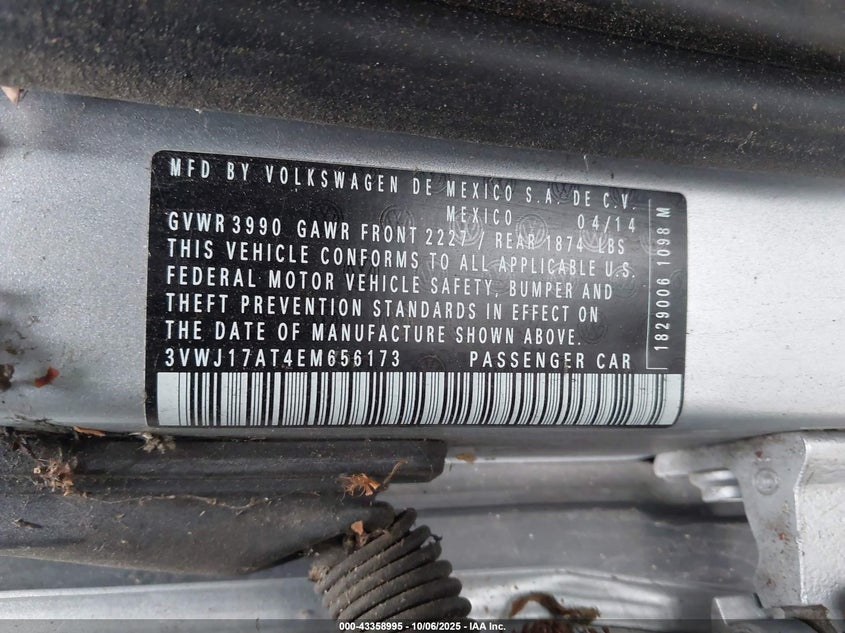 MFD BY VOLKSWAGEN DE MEXICO S.A. DE C.V.
MEXICO 04/14
GVWR 3990 GAWR FRONT 2227 / REAR 1874 LBS
THIS VEHICLE CONFORMS TO ALL APPLICABLE U.S.
FEDERAL MOTOR VEHICLE SAFETY, BUMPER AND
THEFT PREVENTION STANDARDS IN EFFECT ON
THE DATE OF MANUFACTURE SHOWN ABOVE.
3VWJ17AT4EM656173 PASSENGER CAR
1829006 1098 M
000-43358995 - 10/06/2025 - IAA, Inc.